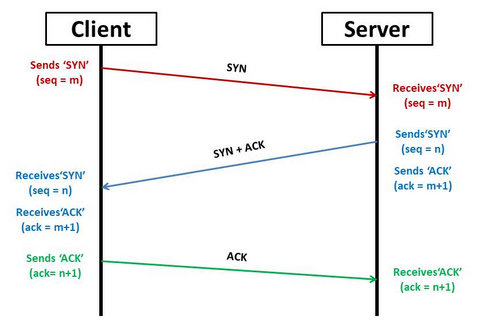 Client
Server
Sends ‘SYN’
(seq = m)
SYN
Receives‘SYN’
(seq = m)
Sends‘SYN’
(seq = n)
SYN + ACK
Sends ‘ACK’
(ack = m+1)
Receives‘SYN’
(seq = n)
Receives‘ACK’
(ack = m+1)
Sends ‘ACK’
(ack= n+1)
ACK
Receives‘ACK’
(ack = n+1)